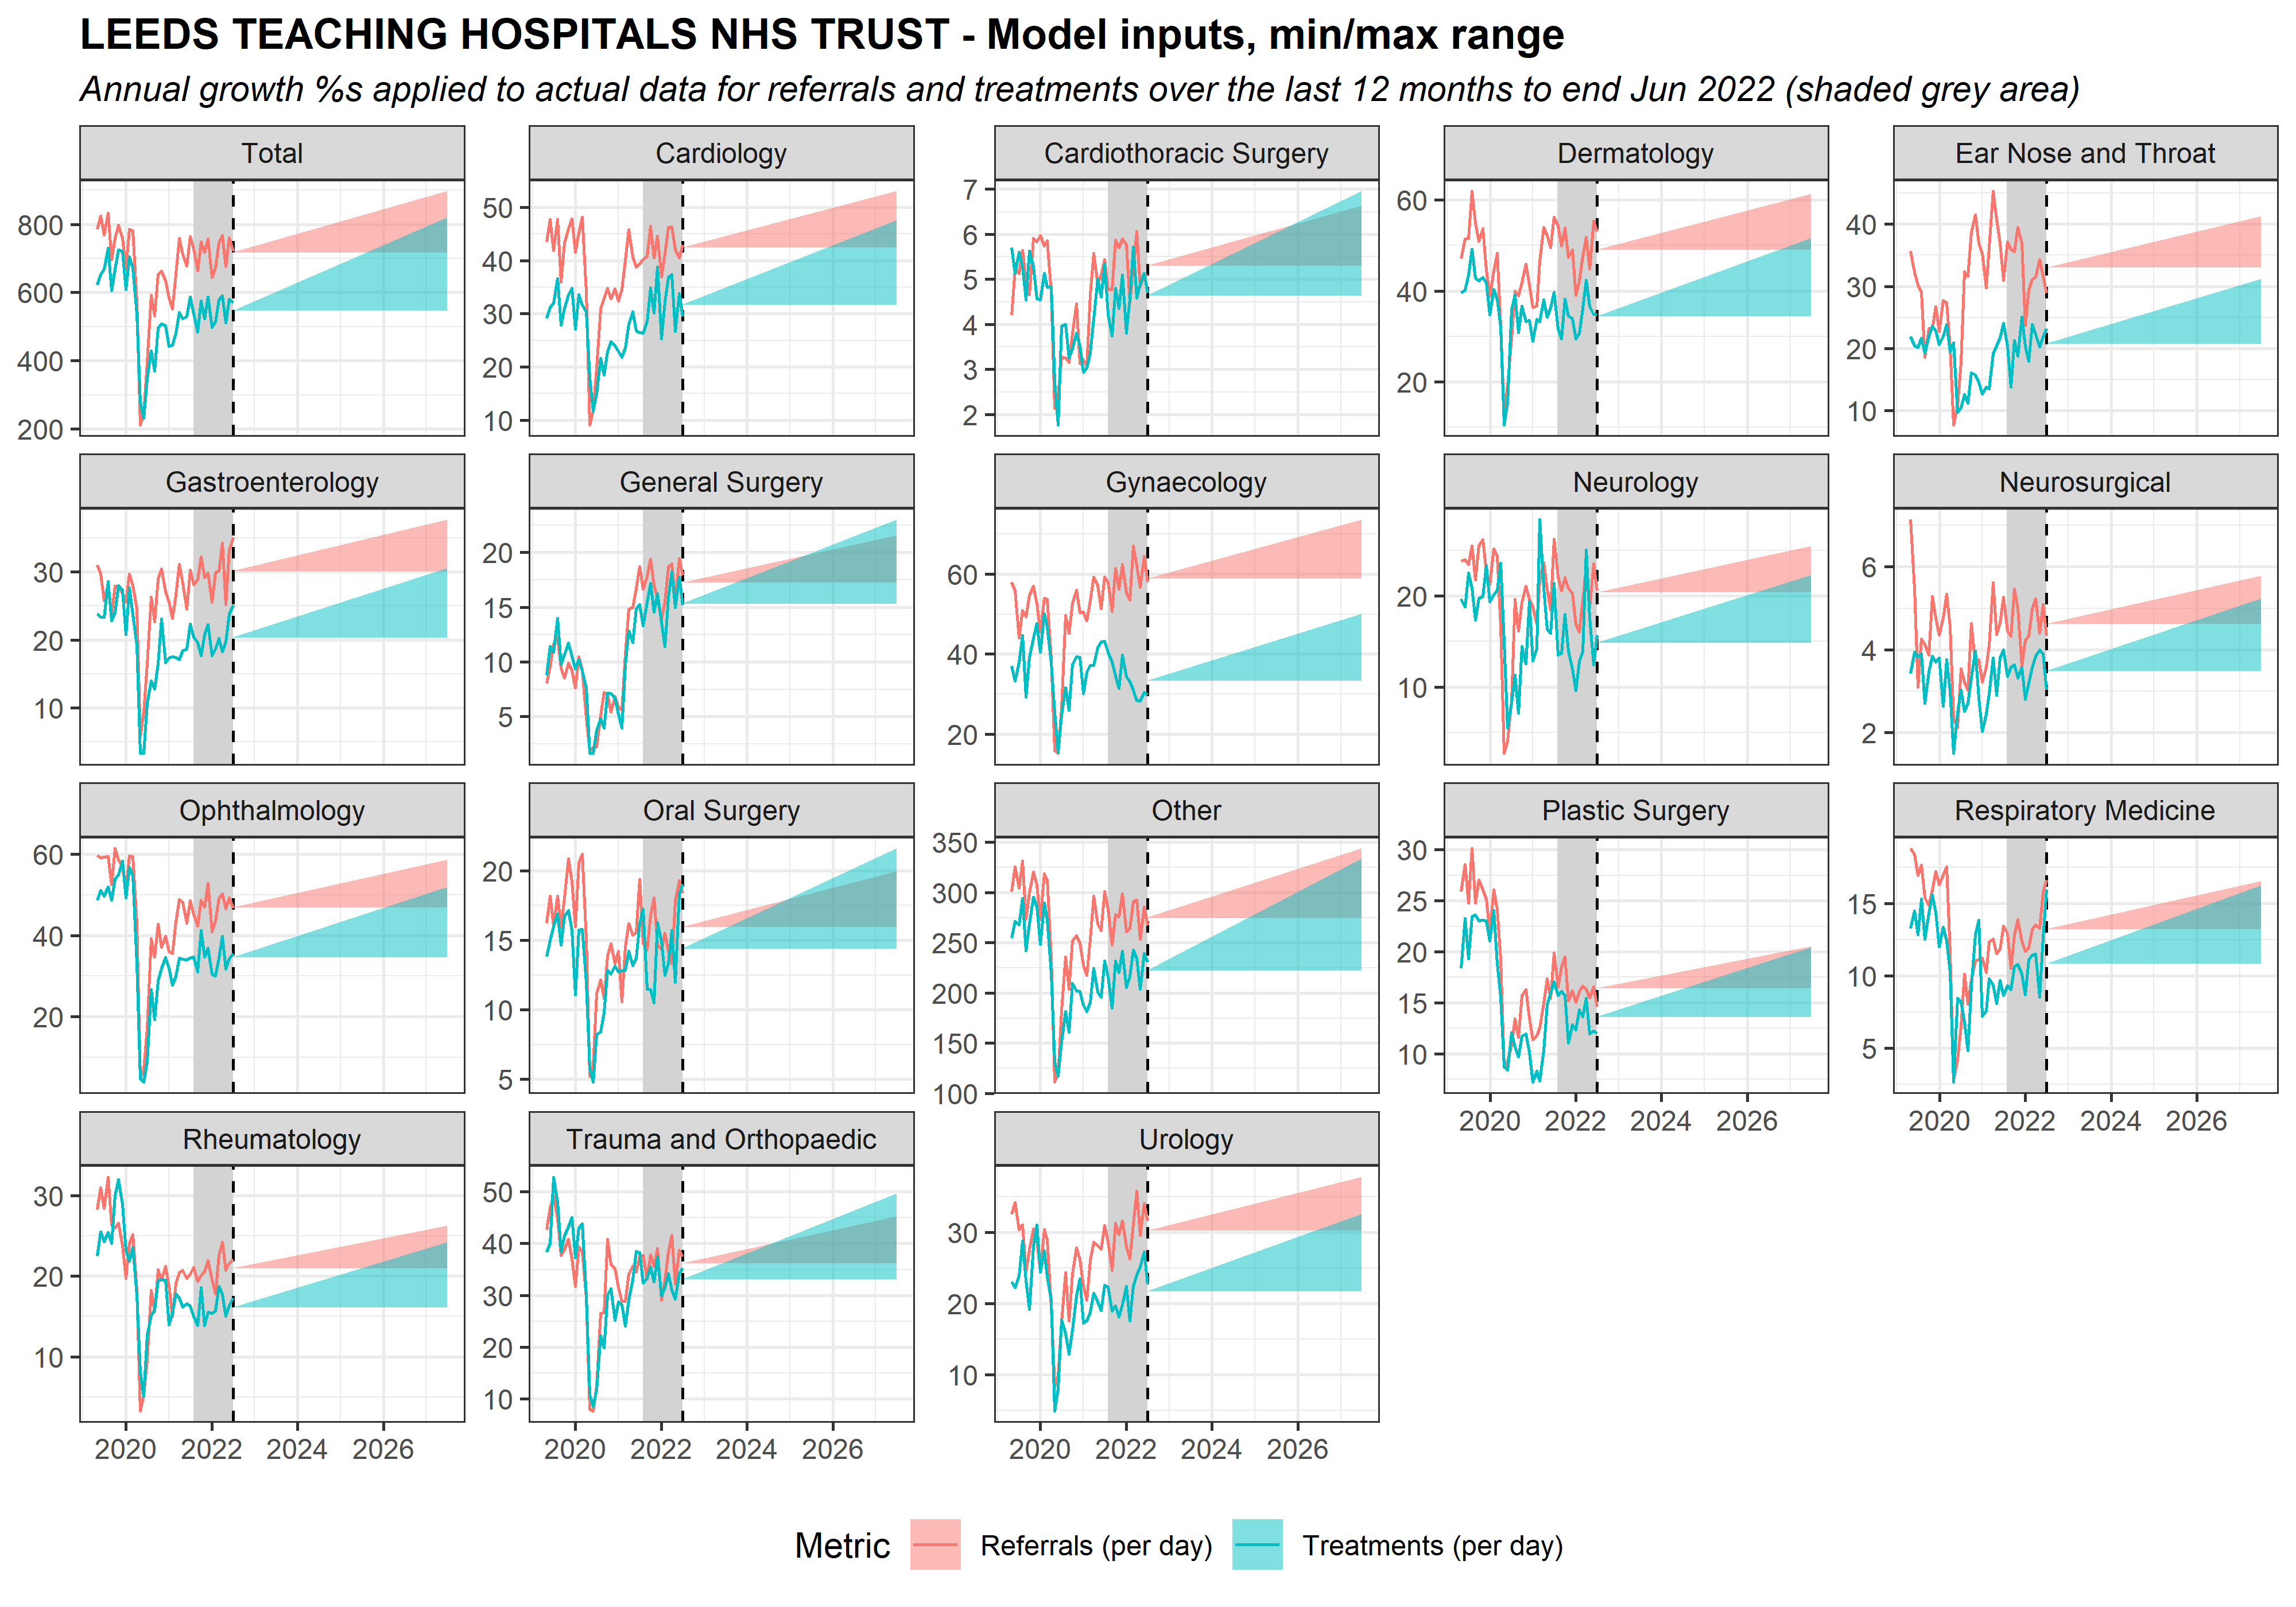 LEEDS TEACHING HOSPITALS NHS TRUST - Model inputs, min/max range
Annual growth %s applied to actual data for referrals and treatments over the last 12 months to end Jun 2022 (shaded grey area)
Total
800
600
400
200
Cardiology
50
40
30
20
10
Cardiothoracic Surgery
7
6
5
4
3
2
Dermatology
60
40
20
Ear Nose and Throat
40
30
20
10
Gastroenterology
30
20
10
General Surgery
20
15
10
5
Gynaecology
60
40
20
Neurology
20
10
Neurosurgical
6
4
2
Ophthalmology
60
40
20
Oral Surgery
20
15
10
5
Other
350
300
250
200
150
100
Plastic Surgery
30
25
20
15
10
2020 2022 2024 2026
Respiratory Medicine
15
10
5
2020 2022 2024 2026
Rheumatology
30
20
10
2020 2022 2024 2026
Trauma and Orthopaedic
50
40
30
20
10
2020 2022 2024 2026
Urology
30
20
10
2020 2022 2024 2026
Metric Referrals (per day) Treatments (per day)